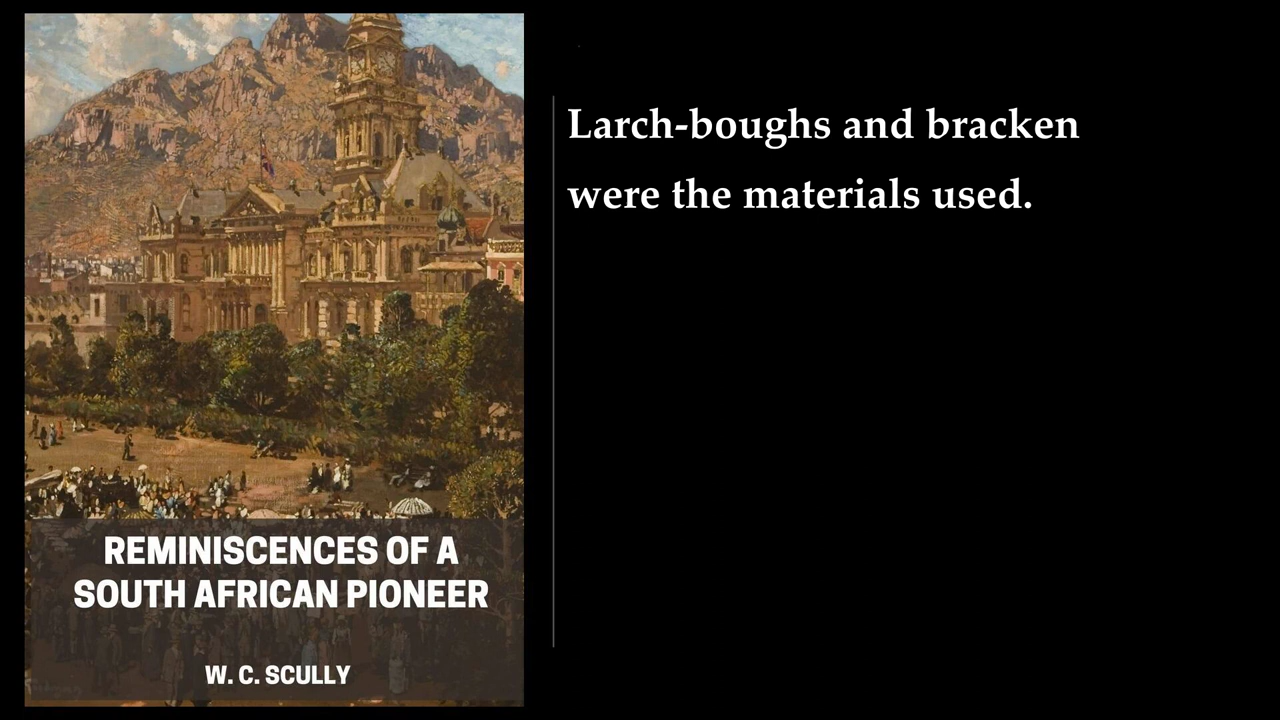 REMINISCENCES OF A
SOUTH AFRICAN PIONEER
W. C. SCULLY
Larch-boughs and bracken
were the materials used.